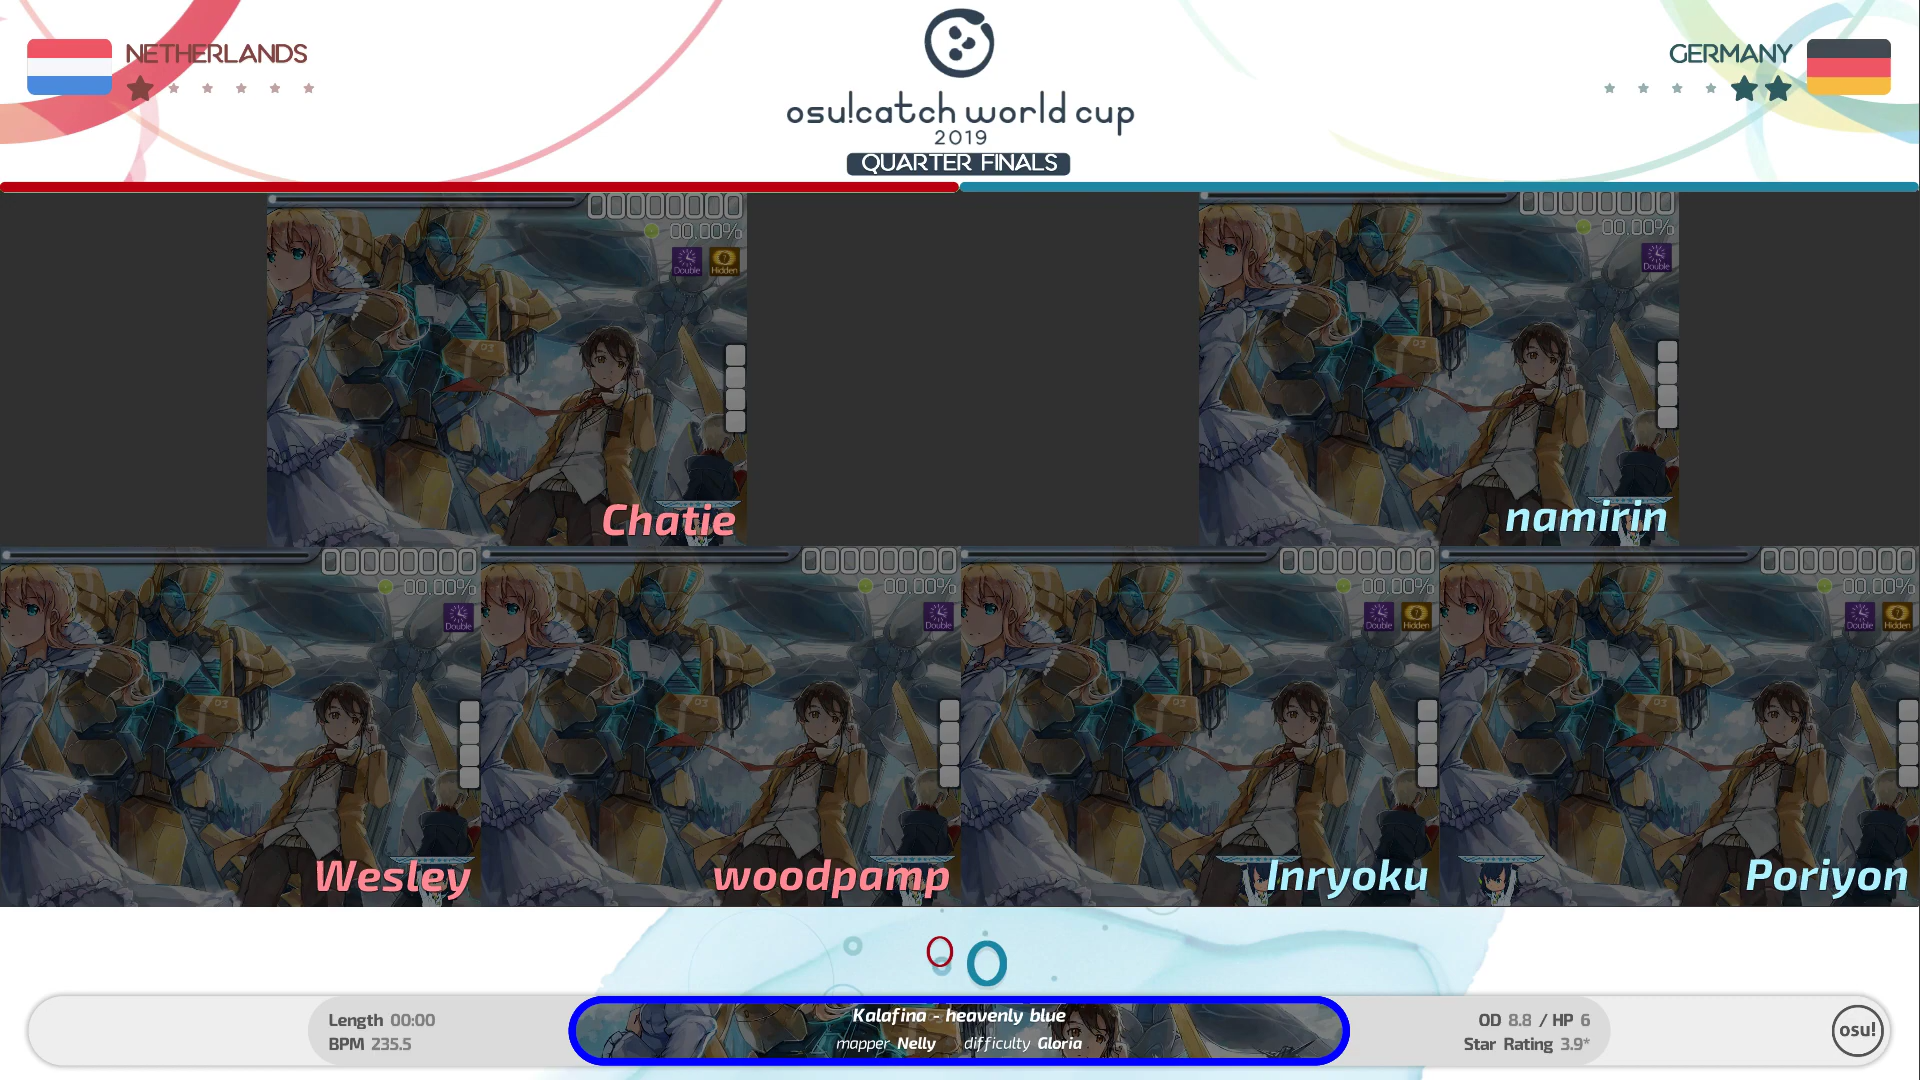 NETHERLANDS
GERMANY
osu!catch world cup
2019
QUARTER FINALS
00000000
00.00%
Double Hidden
Chatie
00000000
00.00%
Double
namirin
00000000
00.00%
Double
Wesley
00000000
00.00%
Double
woodpamp
00000000
00.00%
Double Hidden
Inryoku
00000000
00.00%
Double Hidden
Poriyon
0 0
Length 00:00
BPM 235.5
Kalafina - heavenly blue
mapper Nelly difficulty Gloria
OD 8.8 / HP 6
Star Rating 3.9*
osu!